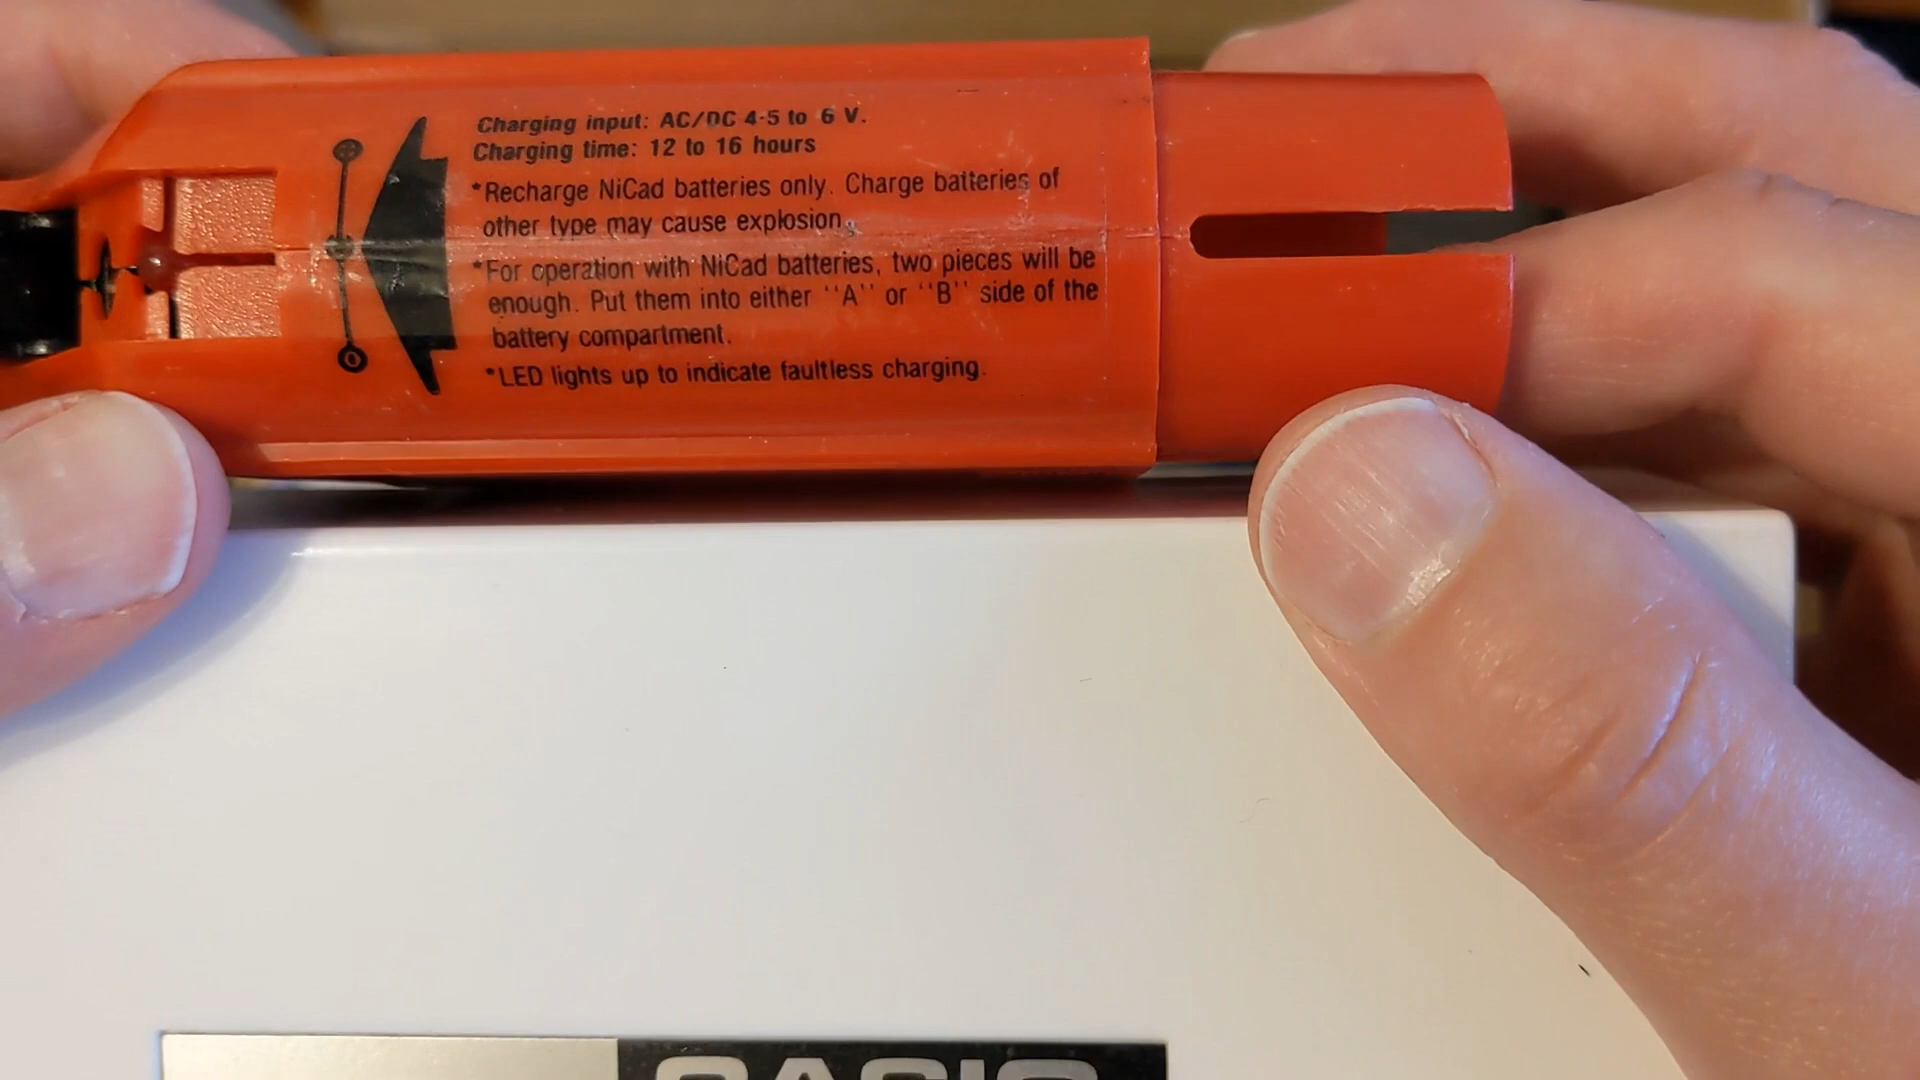 Charging input: AC/DC 4-5 to 6 V.
Charging time: 12 to 16 hours
*Recharge NiCad batteries only. Charge batteries of
other type may cause explosion.
*For operation with NiCad batteries, two pieces will be
enough. Put them into either "A" or "B" side of the
battery compartment.
*LED lights up to indicate faultless charging.
CASIO